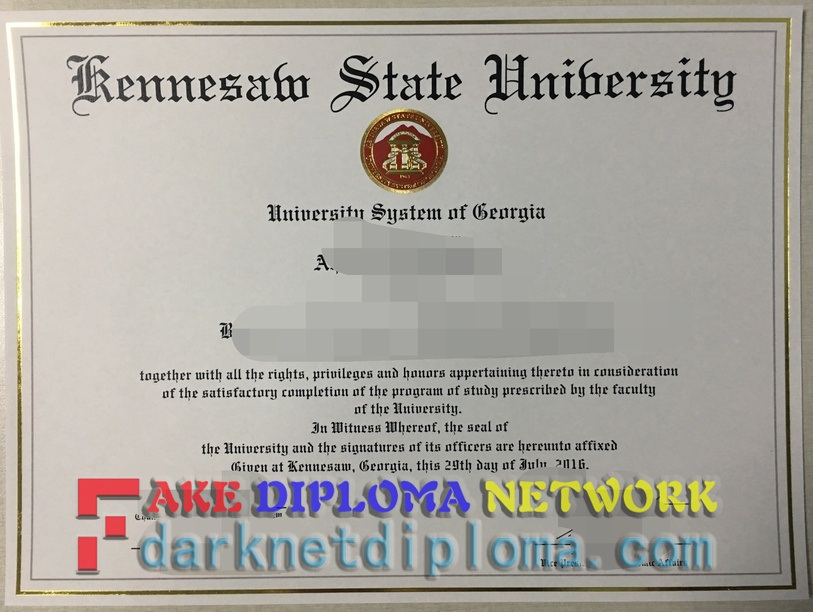 Kennesaw State University
University System of Georgia
together with all the rights, privileges and honors appertaining thereto in consideration
of the satisfactory completion of the program of study prescribed by the faculty
of the University.
In Witness Whereof, the seal of
the University and the signatures of its officers are hereunto affixed
Given at Kennesaw, Georgia, this 29th day of July 2016.
FAKE DIPLOMA NETWORK
darknetdiploma.com